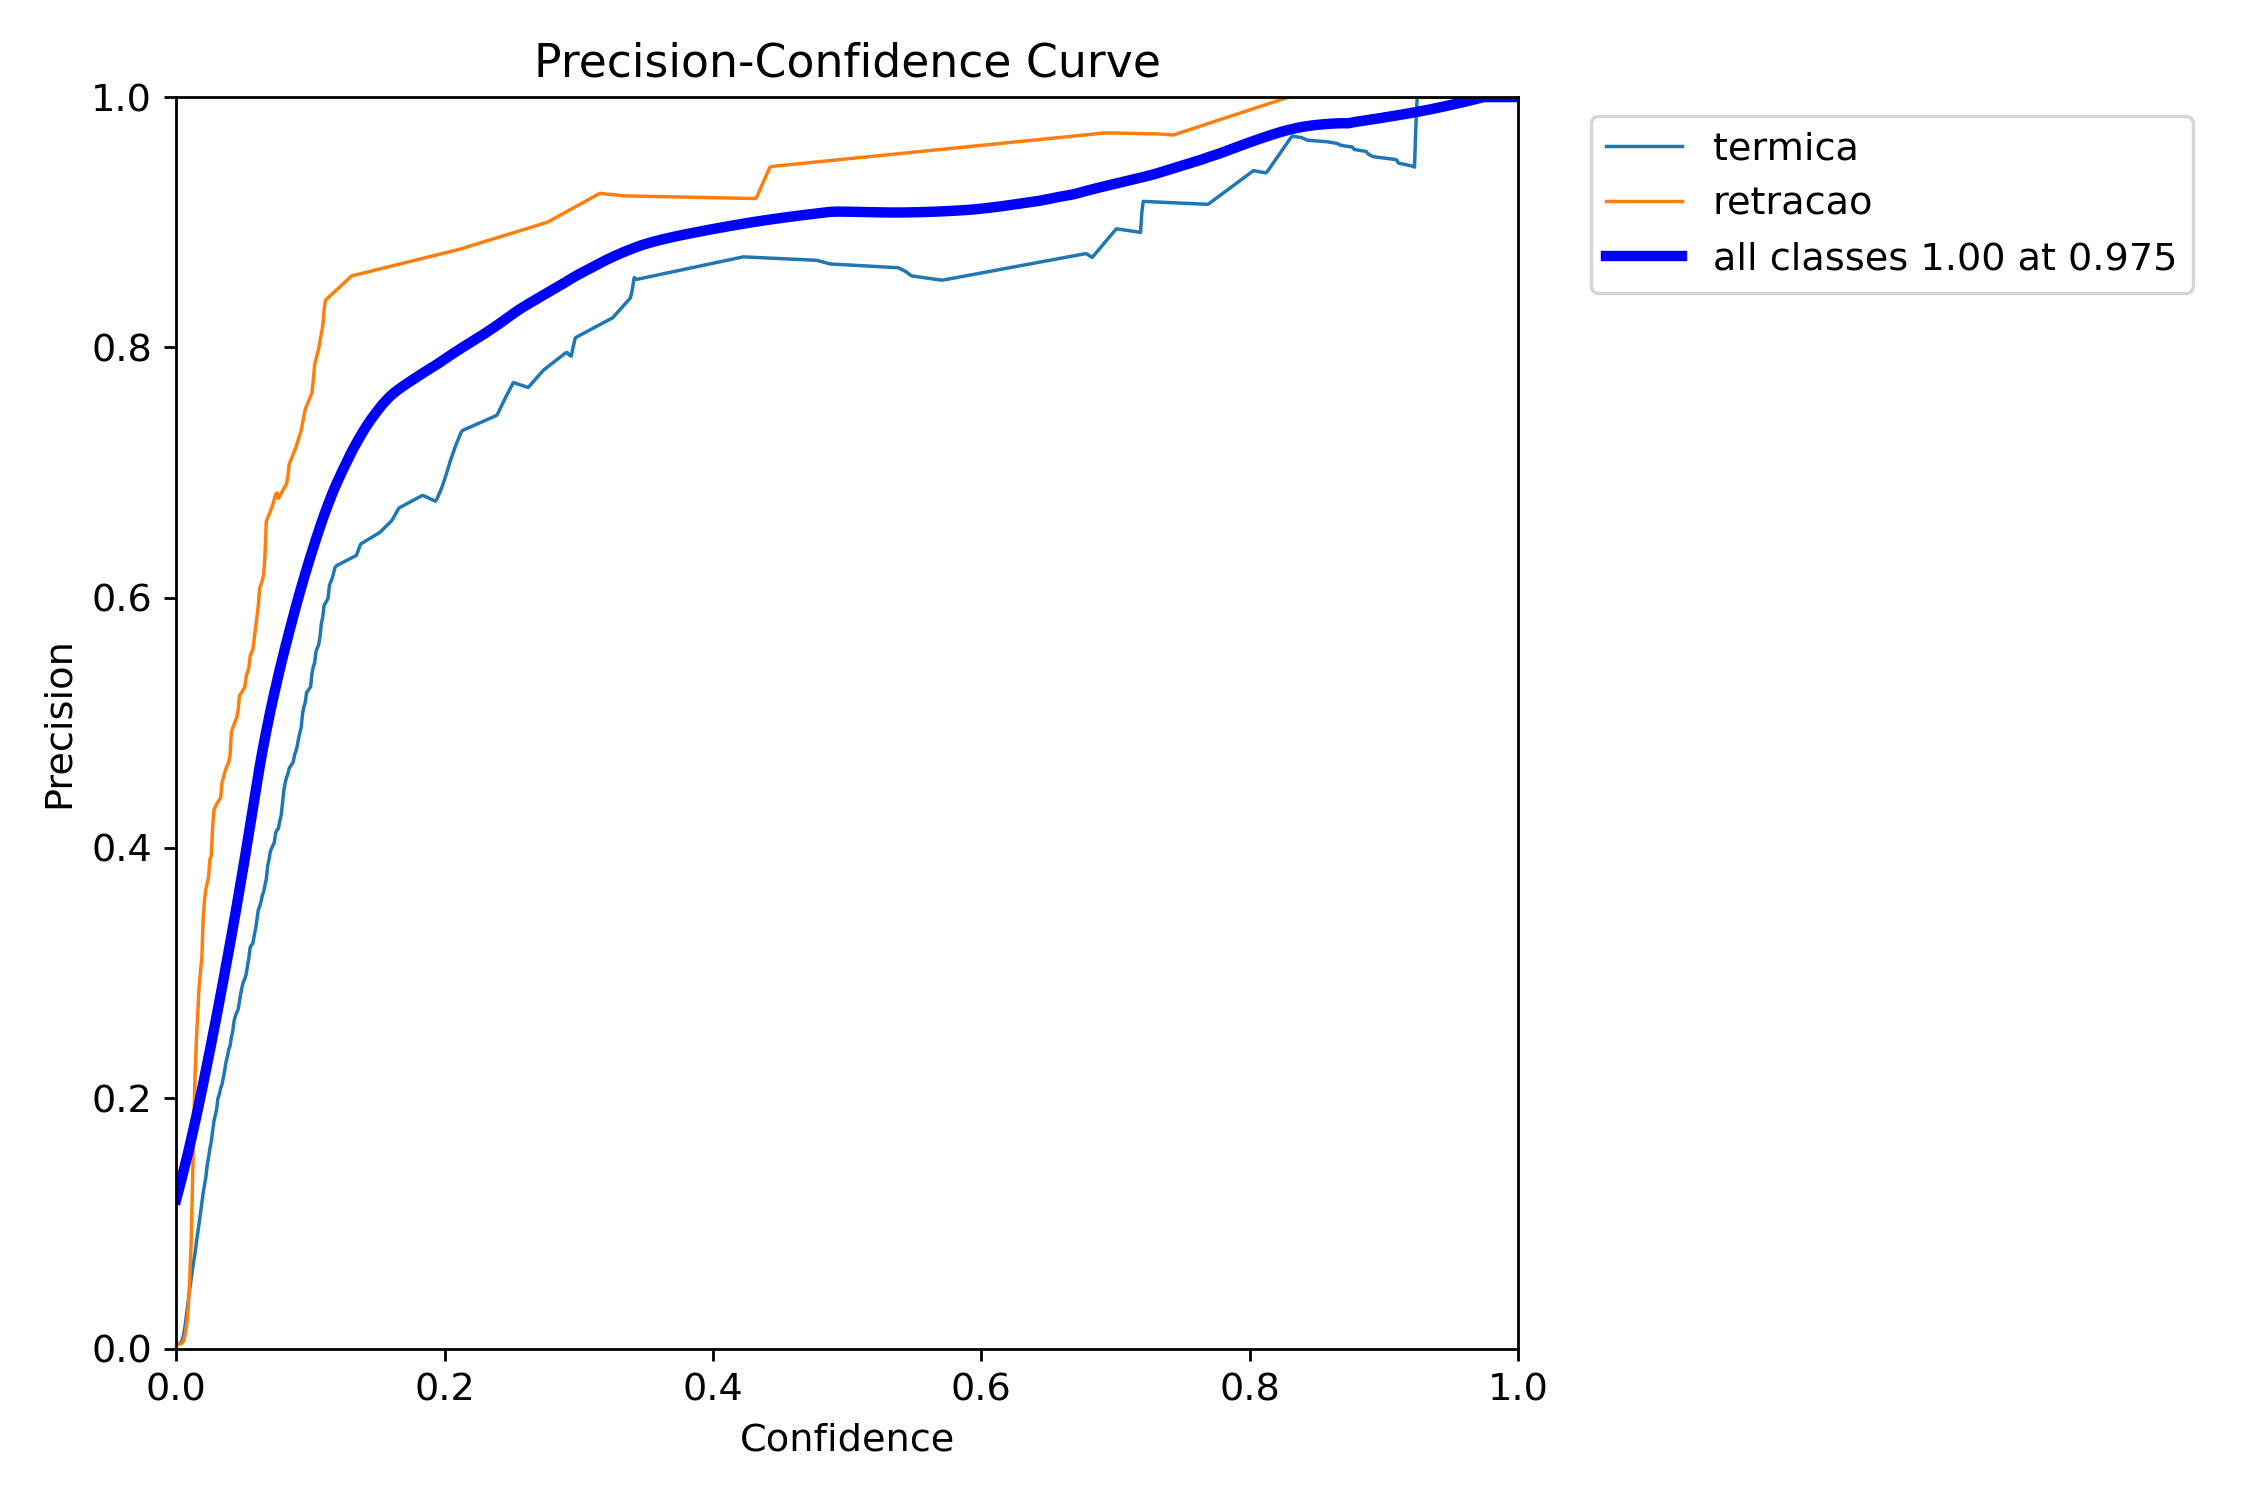 Precision-Confidence Curve
1.0
0.8
0.6
0.4
0.2
0.0
Precision
0.0 0.2 0.4 0.6 0.8 1.0
Confidence
termica
retracao
all classes 1.00 at 0.975